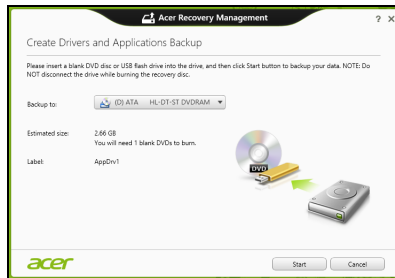 Acer Recovery Management
? X
Create Drivers and Applications Backup
Please insert a blank DVD disc or USB flash drive into the drive, and then click Start button to backup your data. NOTE: Do
NOT disconnect the drive while burning the recovery disc.
Backup to: (D) ATA HL-DT-ST DVDRAM
Estimated size: 2.66 GB
You will need 1 blank DVDs to burn.
Label: AppDrv1
DVD
acer
Start Cancel